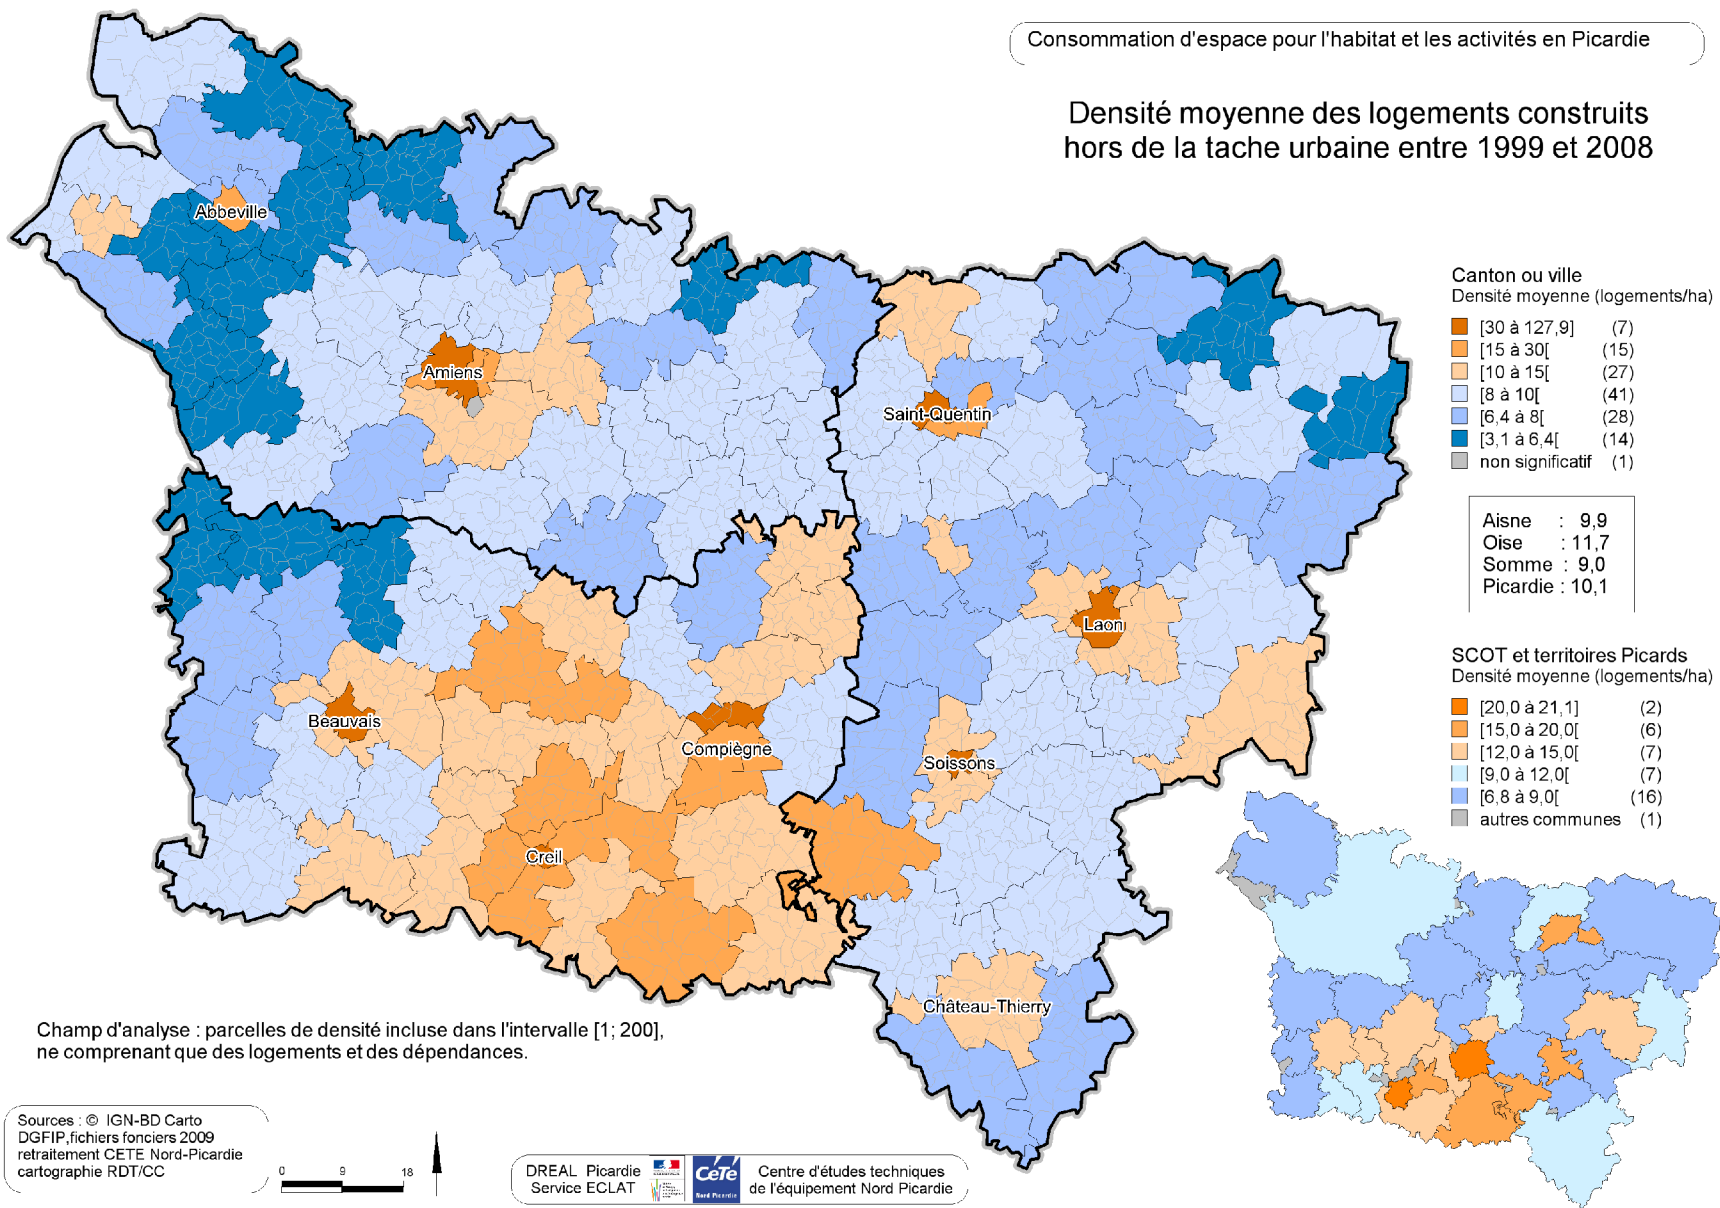 Consommation d'espace pour l'habitat et les activités en Picardie
Densité moyenne des logements construits
hors de la tache urbaine entre 1999 et 2008
Abbeville
Amiens
Saint-Quentin
Laon
Beauvais
Compiègne
Soissons
Creil
Château-Thierry
Canton ou ville
Densité moyenne (logements/ha)
[30 à 127,9] (7)
[15 à 30[ (15)
[10 à 15[ (27)
[8 à 10[ (41)
[6,4 à 8[ (28)
[3,1 à 6,4[ (14)
non significatif (1)
Aisne : 9,9
Oise : 11,7
Somme : 9,0
Picardie : 10,1
SCOT et territoires Picards
Densité moyenne (logements/ha)
[20,0 à 21,1] (2)
[15,0 à 20,0[ (6)
[12,0 à 15,0[ (7)
[9,0 à 12,0[ (7)
[6,8 à 9,0[ (16)
autres communes (1)
Champ d'analyse : parcelles de densité incluse dans l'intervalle [1; 200],
ne comprenant que des logements et des dépendances.
Sources : © IGN-BD Carto
DGFIP,fichiers fonciers 2009
retraitement CETE Nord-Picardie
cartographie RDT/CC
0 9 18
DREAL Picardie
Service ECLAT
CeTe
Nord Picardie
Centre d'études techniques
de l'équipement Nord Picardie